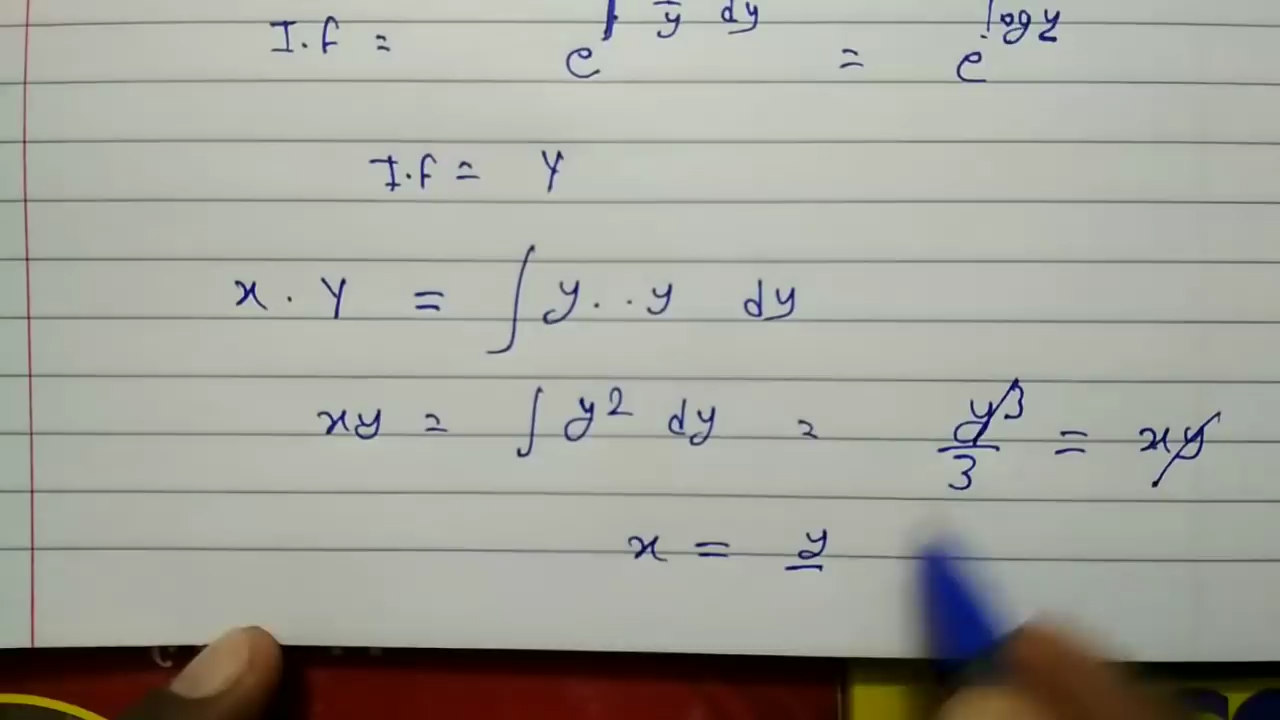 I.f = e^∫ 1/y dy = e^log y
I.f = y
x . y = ∫ y . . y dy
xy = ∫ y² dy = y³/3 = xy
x = y